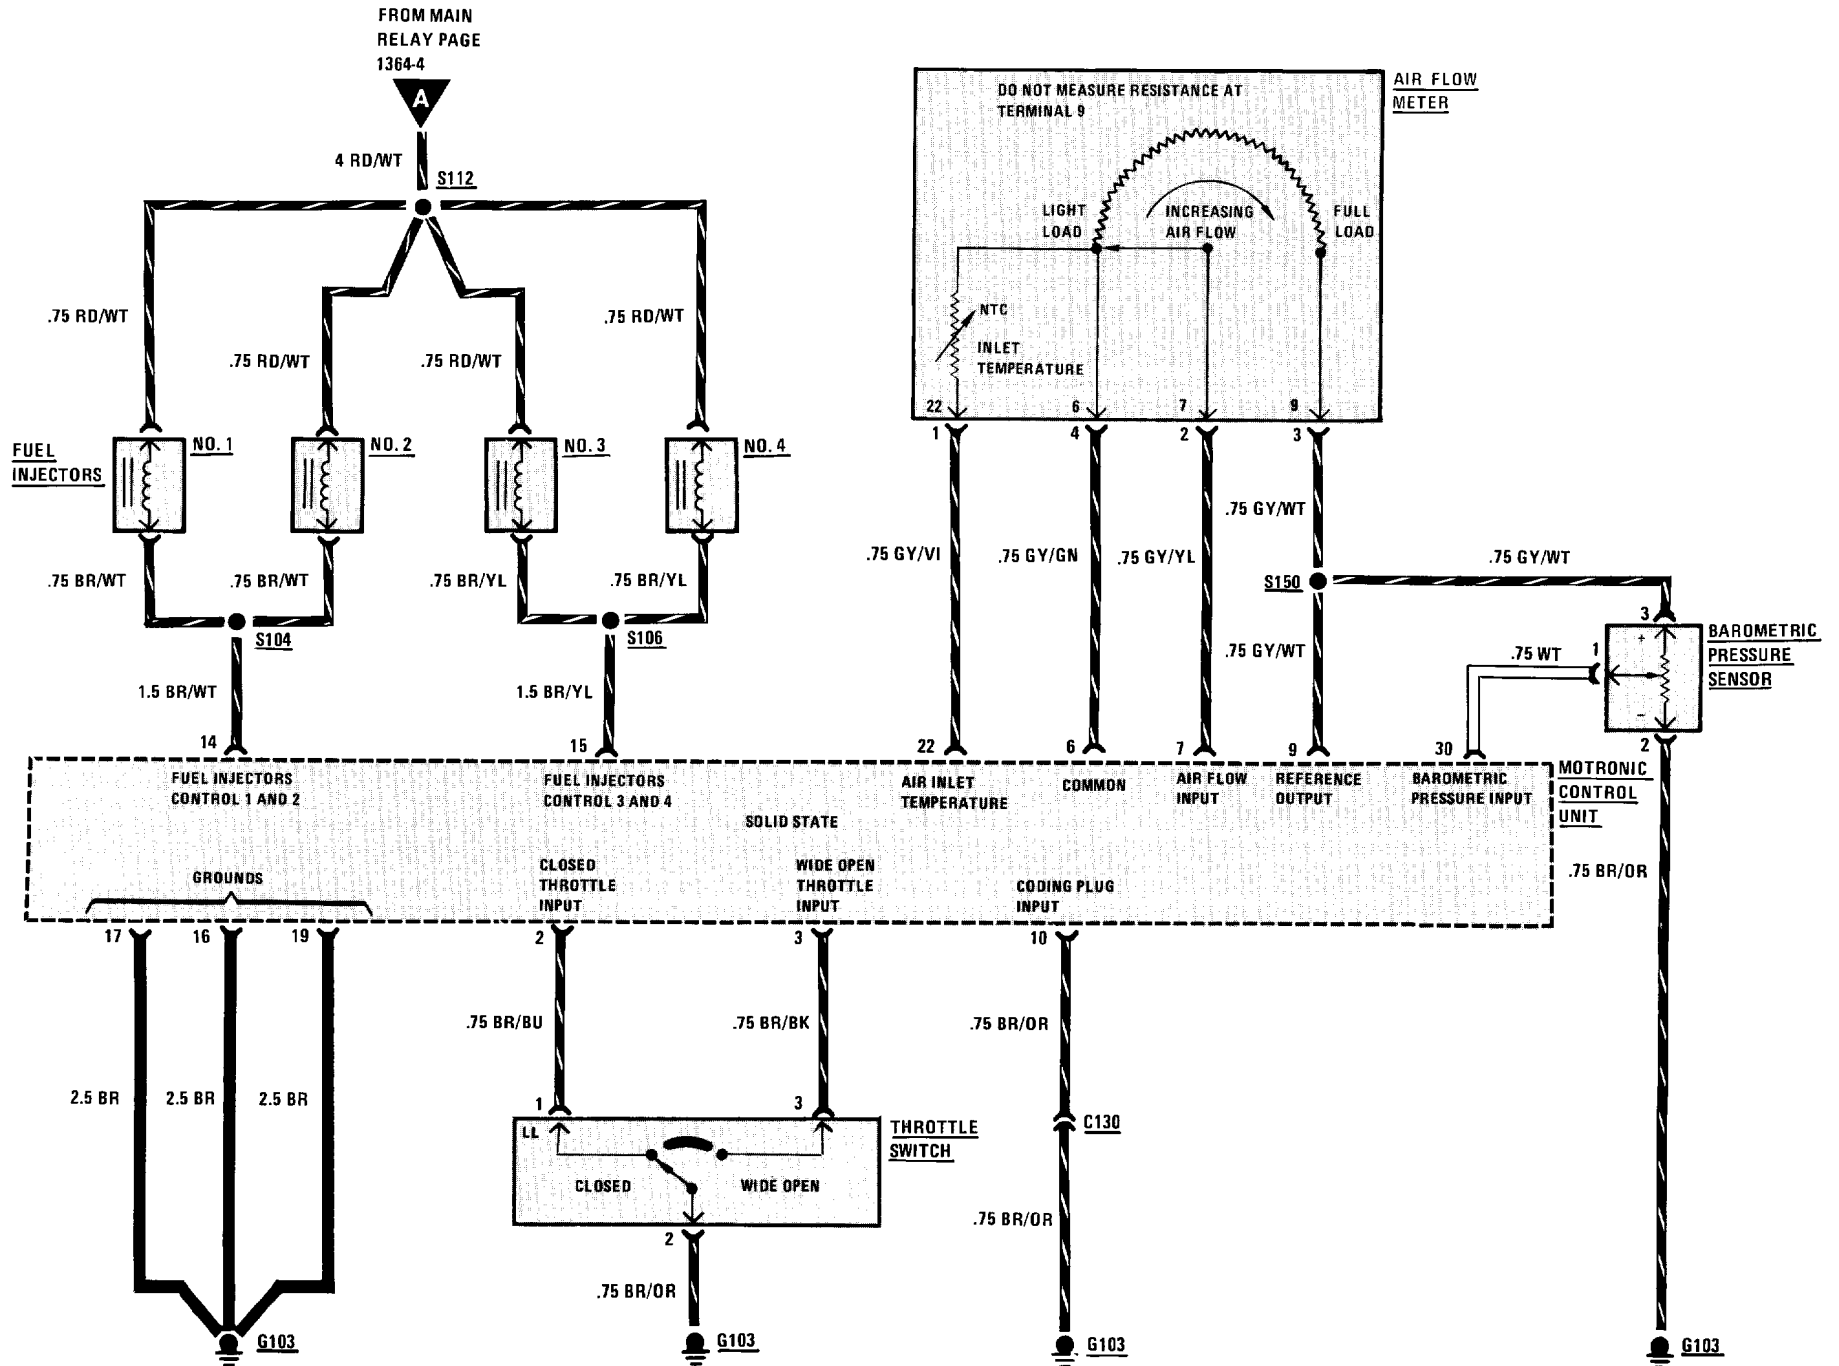 FROM MAIN
RELAY PAGE
1364-4
A
4 RD/WT
S112
.75 RD/WT
.75 RD/WT
.75 RD/WT
.75 RD/WT
FUEL
INJECTORS
NO. 1
NO. 2
NO. 3
NO. 4
.75 BR/WT
.75 BR/WT
.75 BR/YL
.75 BR/YL
S104
S106
1.5 BR/WT
1.5 BR/YL
14
15
AIR FLOW
METER
DO NOT MEASURE RESISTANCE AT
TERMINAL 9
LIGHT
LOAD
INCREASING
AIR FLOW
FULL
LOAD
NTC
INLET
TEMPERATURE
22
6
7
9
1
4
2
3
.75 GY/VI
.75 GY/GN
.75 GY/YL
.75 GY/WT
S150
.75 GY/WT
.75 GY/WT
3
+
1
.75 WT
–
2
BAROMETRIC
PRESSURE
SENSOR
22
6
7
9
30
FUEL INJECTORS
CONTROL 1 AND 2
FUEL INJECTORS
CONTROL 3 AND 4
AIR INLET
TEMPERATURE
COMMON
AIR FLOW
INPUT
REFERENCE
OUTPUT
BAROMETRIC
PRESSURE INPUT
MOTRONIC
CONTROL
UNIT
SOLID STATE
GROUNDS
CLOSED
THROTTLE
INPUT
WIDE OPEN
THROTTLE
INPUT
CODING PLUG
INPUT
.75 BR/OR
17
16
19
2
3
10
2.5 BR
2.5 BR
2.5 BR
.75 BR/BU
.75 BR/BK
.75 BR/OR
1
3
LL
CLOSED
WIDE OPEN
THROTTLE
SWITCH
C130
2
.75 BR/OR
.75 BR/OR
G103
G103
G103
G103